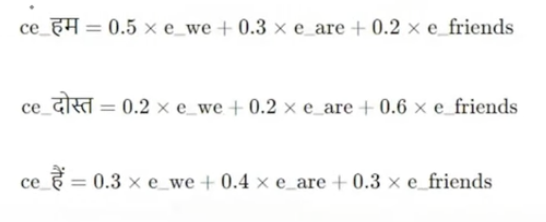 ce_हम = 0.5 × e_we + 0.3 × e_are + 0.2 × e_friends
ce_दोस्त = 0.2 × e_we + 0.2 × e_are + 0.6 × e_friends
ce_हैं = 0.3 × e_we + 0.4 × e_are + 0.3 × e_friends